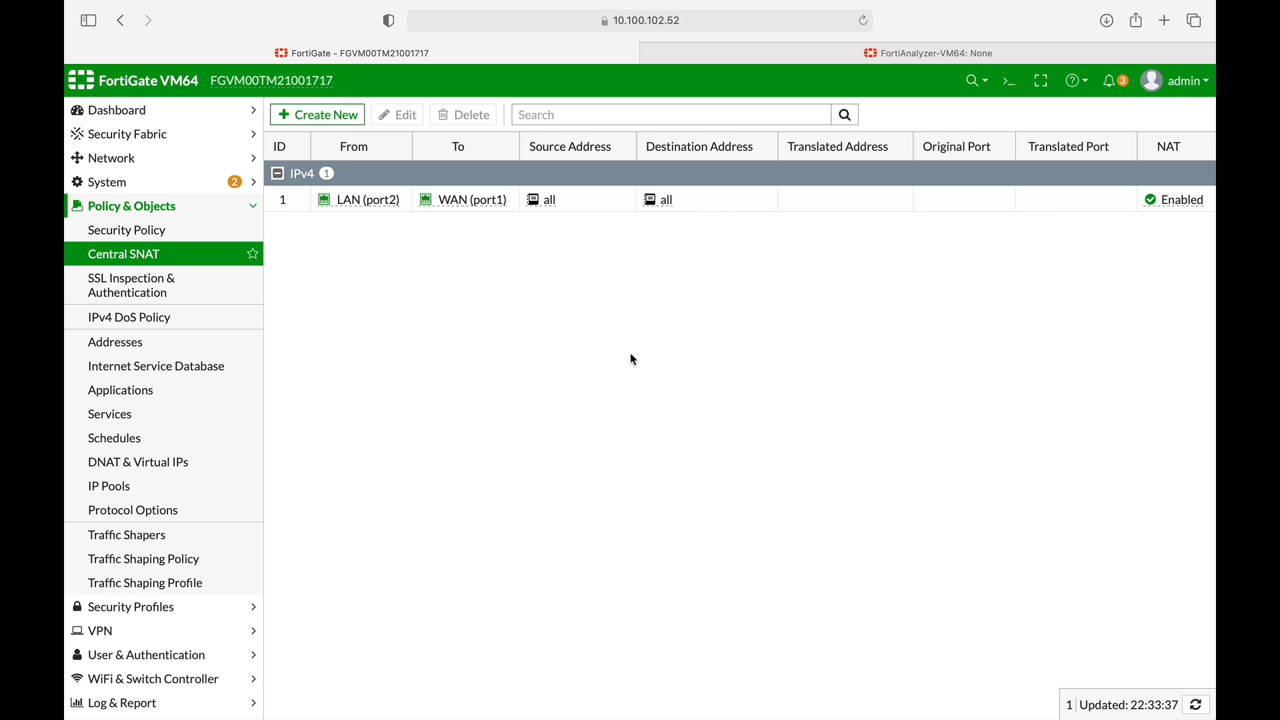 10.100.102.52
FortiGate - FGVM00TM21001717
FortiAnalyzer-VM64: None
FortiGate VM64
FGVM00TM21001717
3
admin
Dashboard
Security Fabric
Network
System
2
Policy & Objects
Security Policy
Central SNAT
SSL Inspection &
Authentication
IPv4 DoS Policy
Addresses
Internet Service Database
Applications
Services
Schedules
DNAT & Virtual IPs
IP Pools
Protocol Options
Traffic Shapers
Traffic Shaping Policy
Traffic Shaping Profile
Security Profiles
VPN
User & Authentication
WiFi & Switch Controller
Log & Report
Create New
Edit
Delete
Search
ID From To Source Address Destination Address Translated Address Original Port Translated Port NAT
IPv4 1
1 LAN (port2) WAN (port1) all all Enabled
1 Updated: 22:33:37